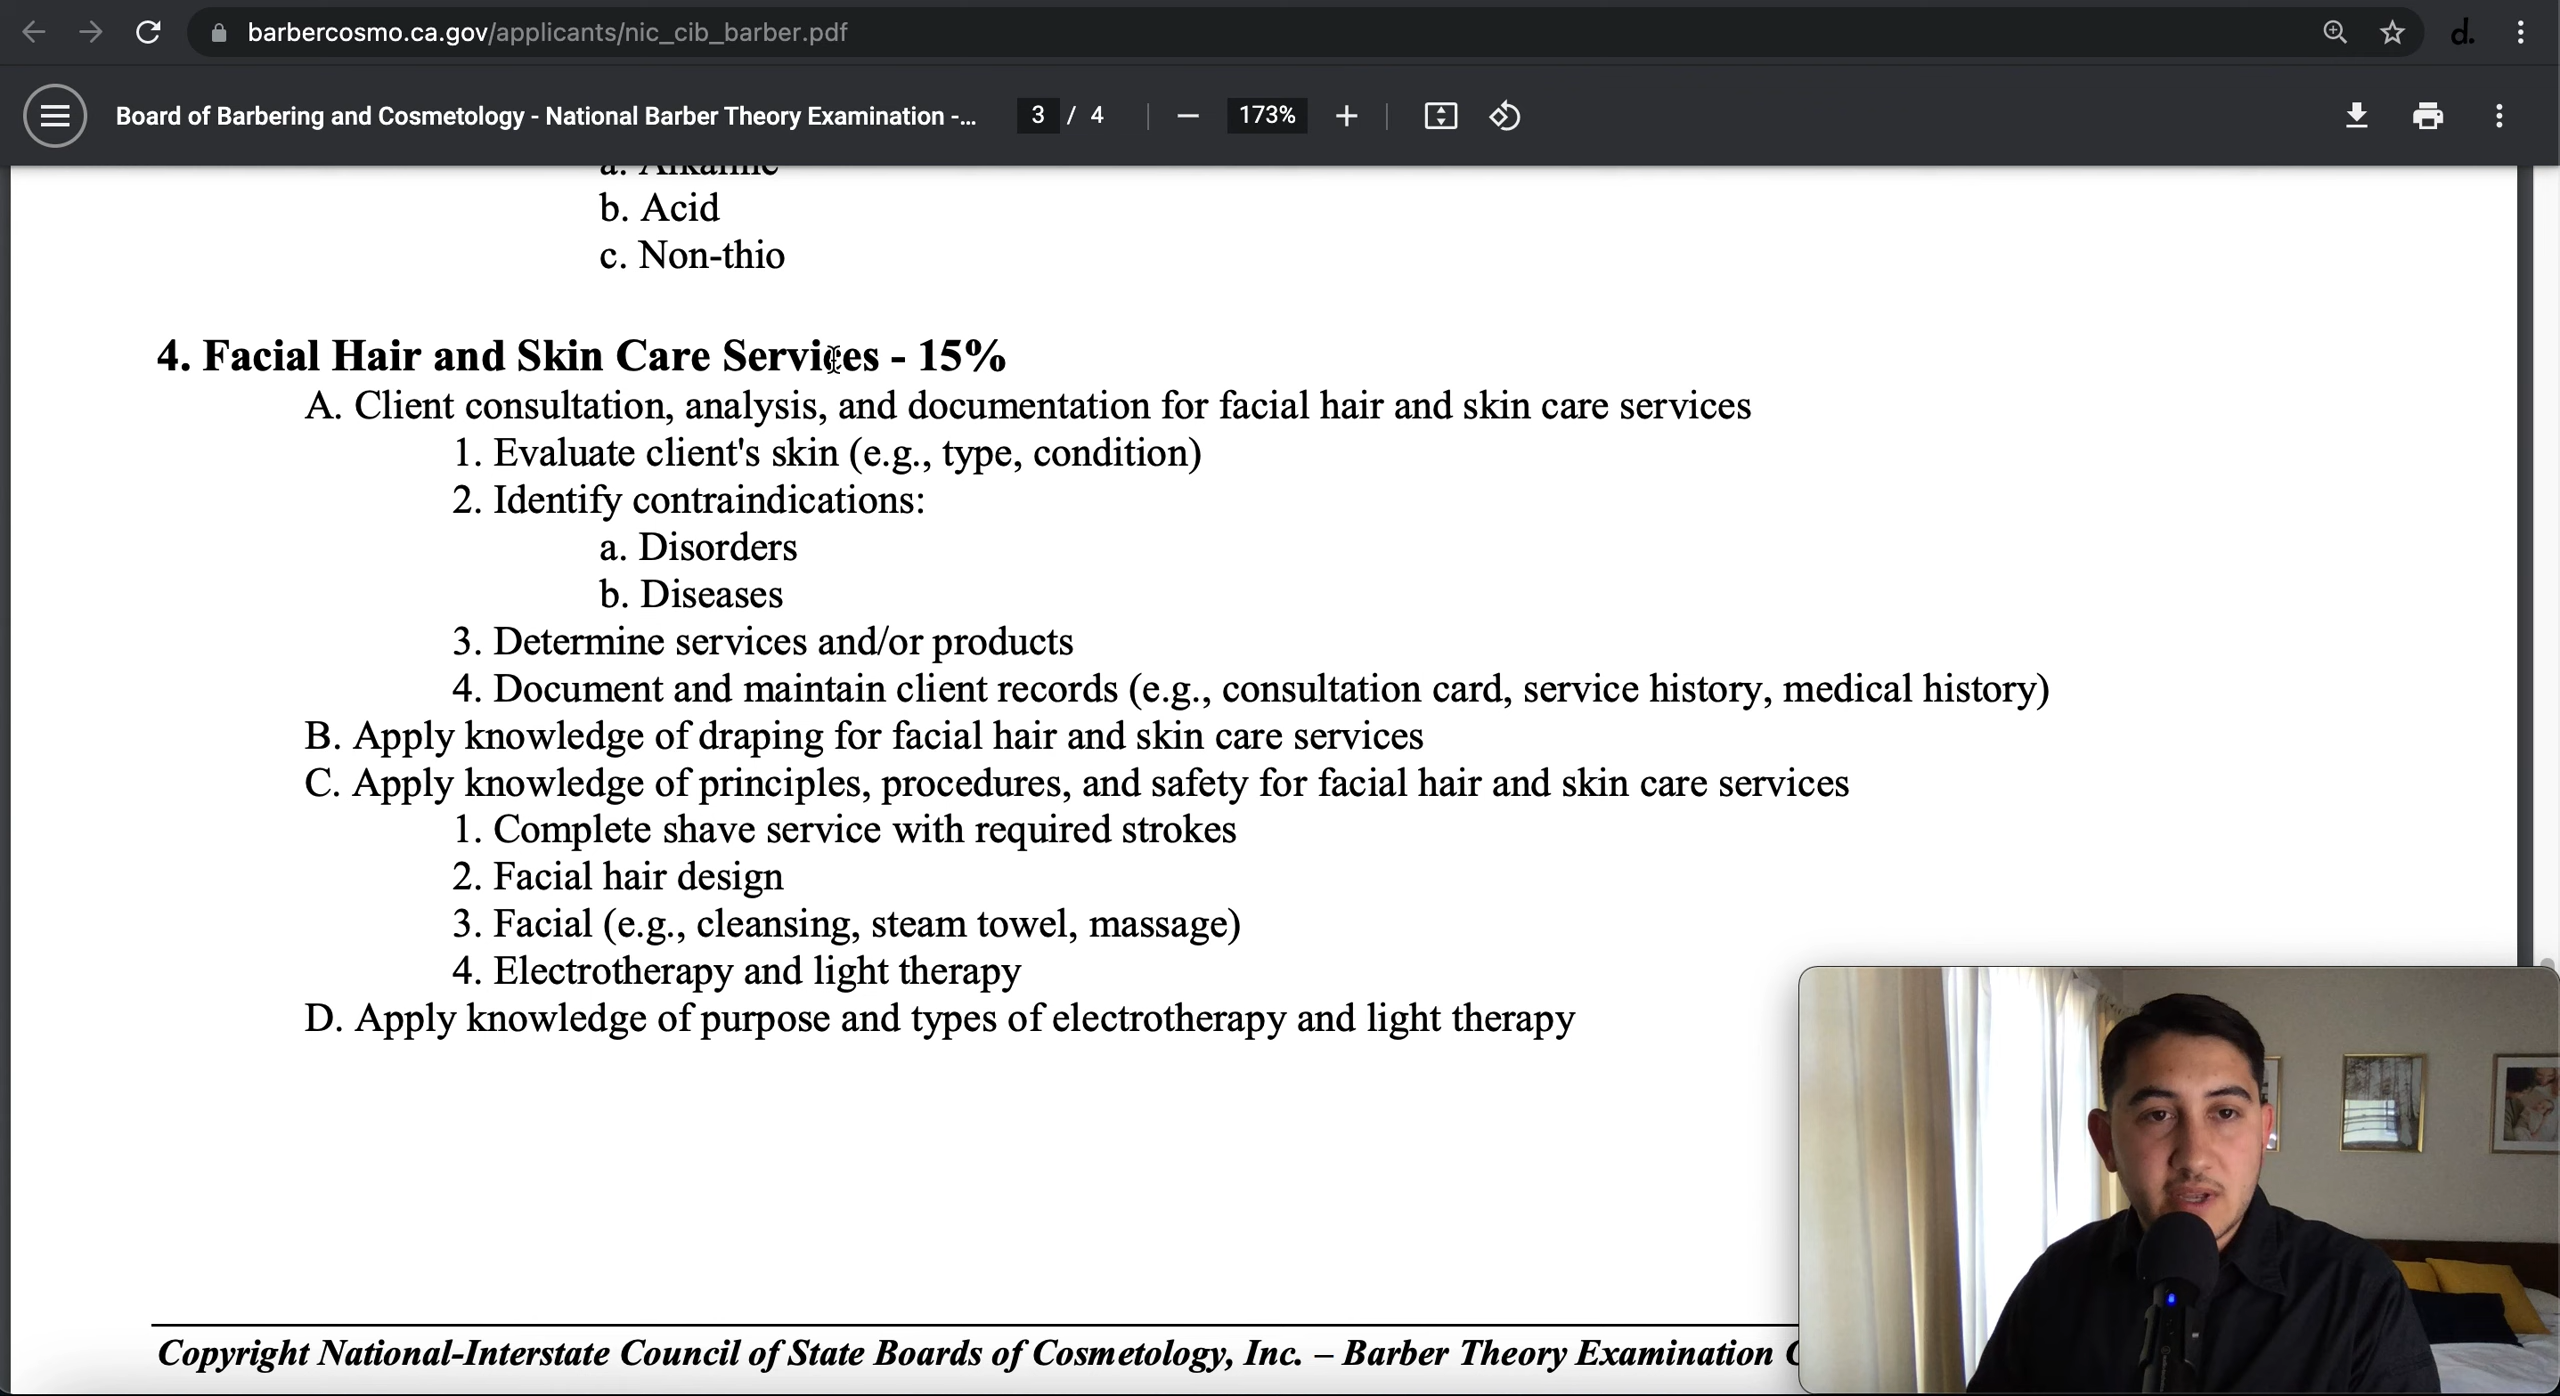 barbercosmo.ca.gov/applicants/nic_cib_barber.pdf
d.
Board of Barbering and Cosmetology - National Barber Theory Examination -...
3 / 4
173%
a. Alkaline
b. Acid
c. Non-thio
4. Facial Hair and Skin Care Services - 15%
A. Client consultation, analysis, and documentation for facial hair and skin care services
1. Evaluate client's skin (e.g., type, condition)
2. Identify contraindications:
a. Disorders
b. Diseases
3. Determine services and/or products
4. Document and maintain client records (e.g., consultation card, service history, medical history)
B. Apply knowledge of draping for facial hair and skin care services
C. Apply knowledge of principles, procedures, and safety for facial hair and skin care services
1. Complete shave service with required strokes
2. Facial hair design
3. Facial (e.g., cleansing, steam towel, massage)
4. Electrotherapy and light therapy
D. Apply knowledge of purpose and types of electrotherapy and light therapy
Copyright National-Interstate Council of State Boards of Cosmetology, Inc. – Barber Theory Examination